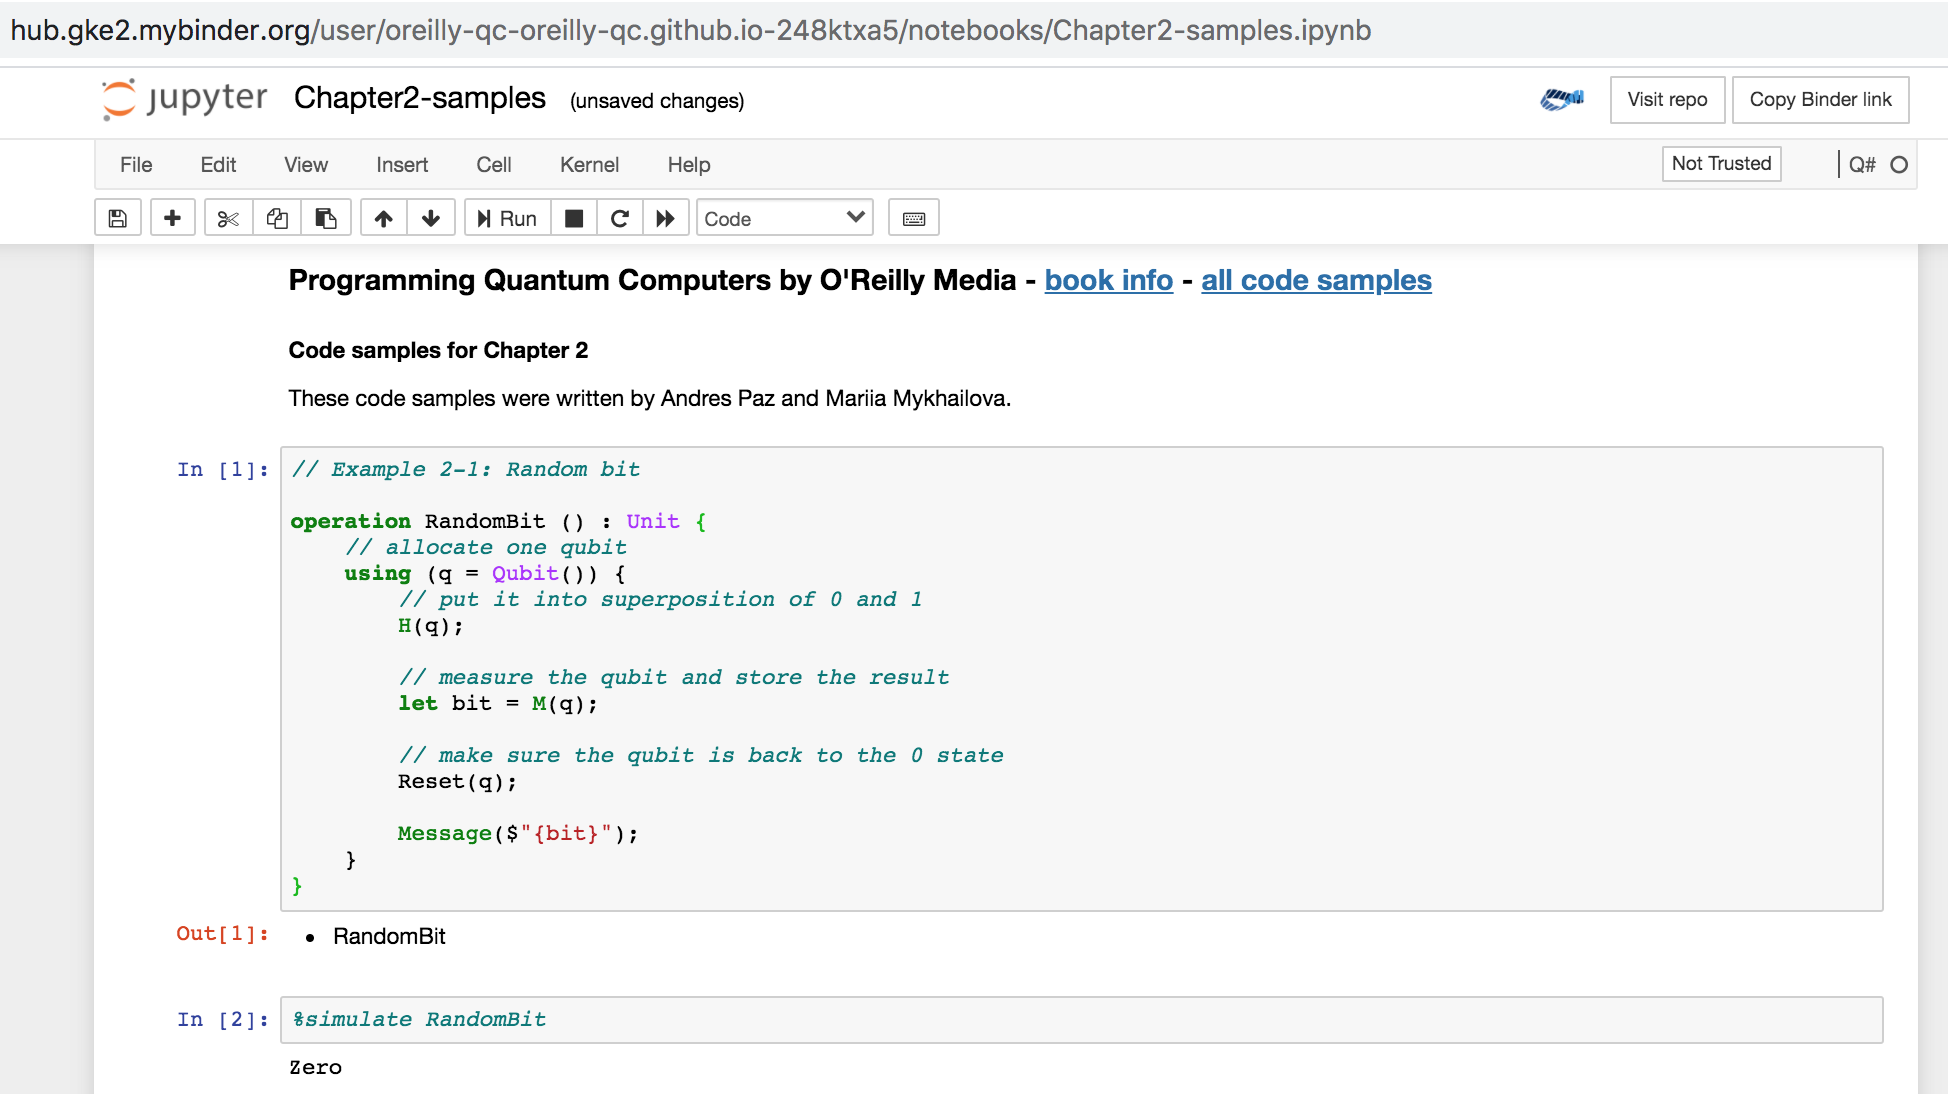 hub.gke2.mybinder.org/user/oreilly-qc-oreilly-qc.github.io-248ktxa5/notebooks/Chapter2-samples.ipynb
jupyter Chapter2-samples (unsaved changes) Visit repo Copy Binder link
File Edit View Insert Cell Kernel Help Not Trusted Q#
Run Code
Programming Quantum Computers by O'Reilly Media - book info - all code samples
Code samples for Chapter 2
These code samples were written by Andres Paz and Mariia Mykhailova.
In [1]: // Example 2-1: Random bit
operation RandomBit () : Unit {
// allocate one qubit
using (q = Qubit()) {
// put it into superposition of 0 and 1
H(q);
// measure the qubit and store the result
let bit = M(q);
// make sure the qubit is back to the 0 state
Reset(q);
Message($"{bit}");
}
}
Out[1]: • RandomBit
In [2]: %simulate RandomBit
Zero